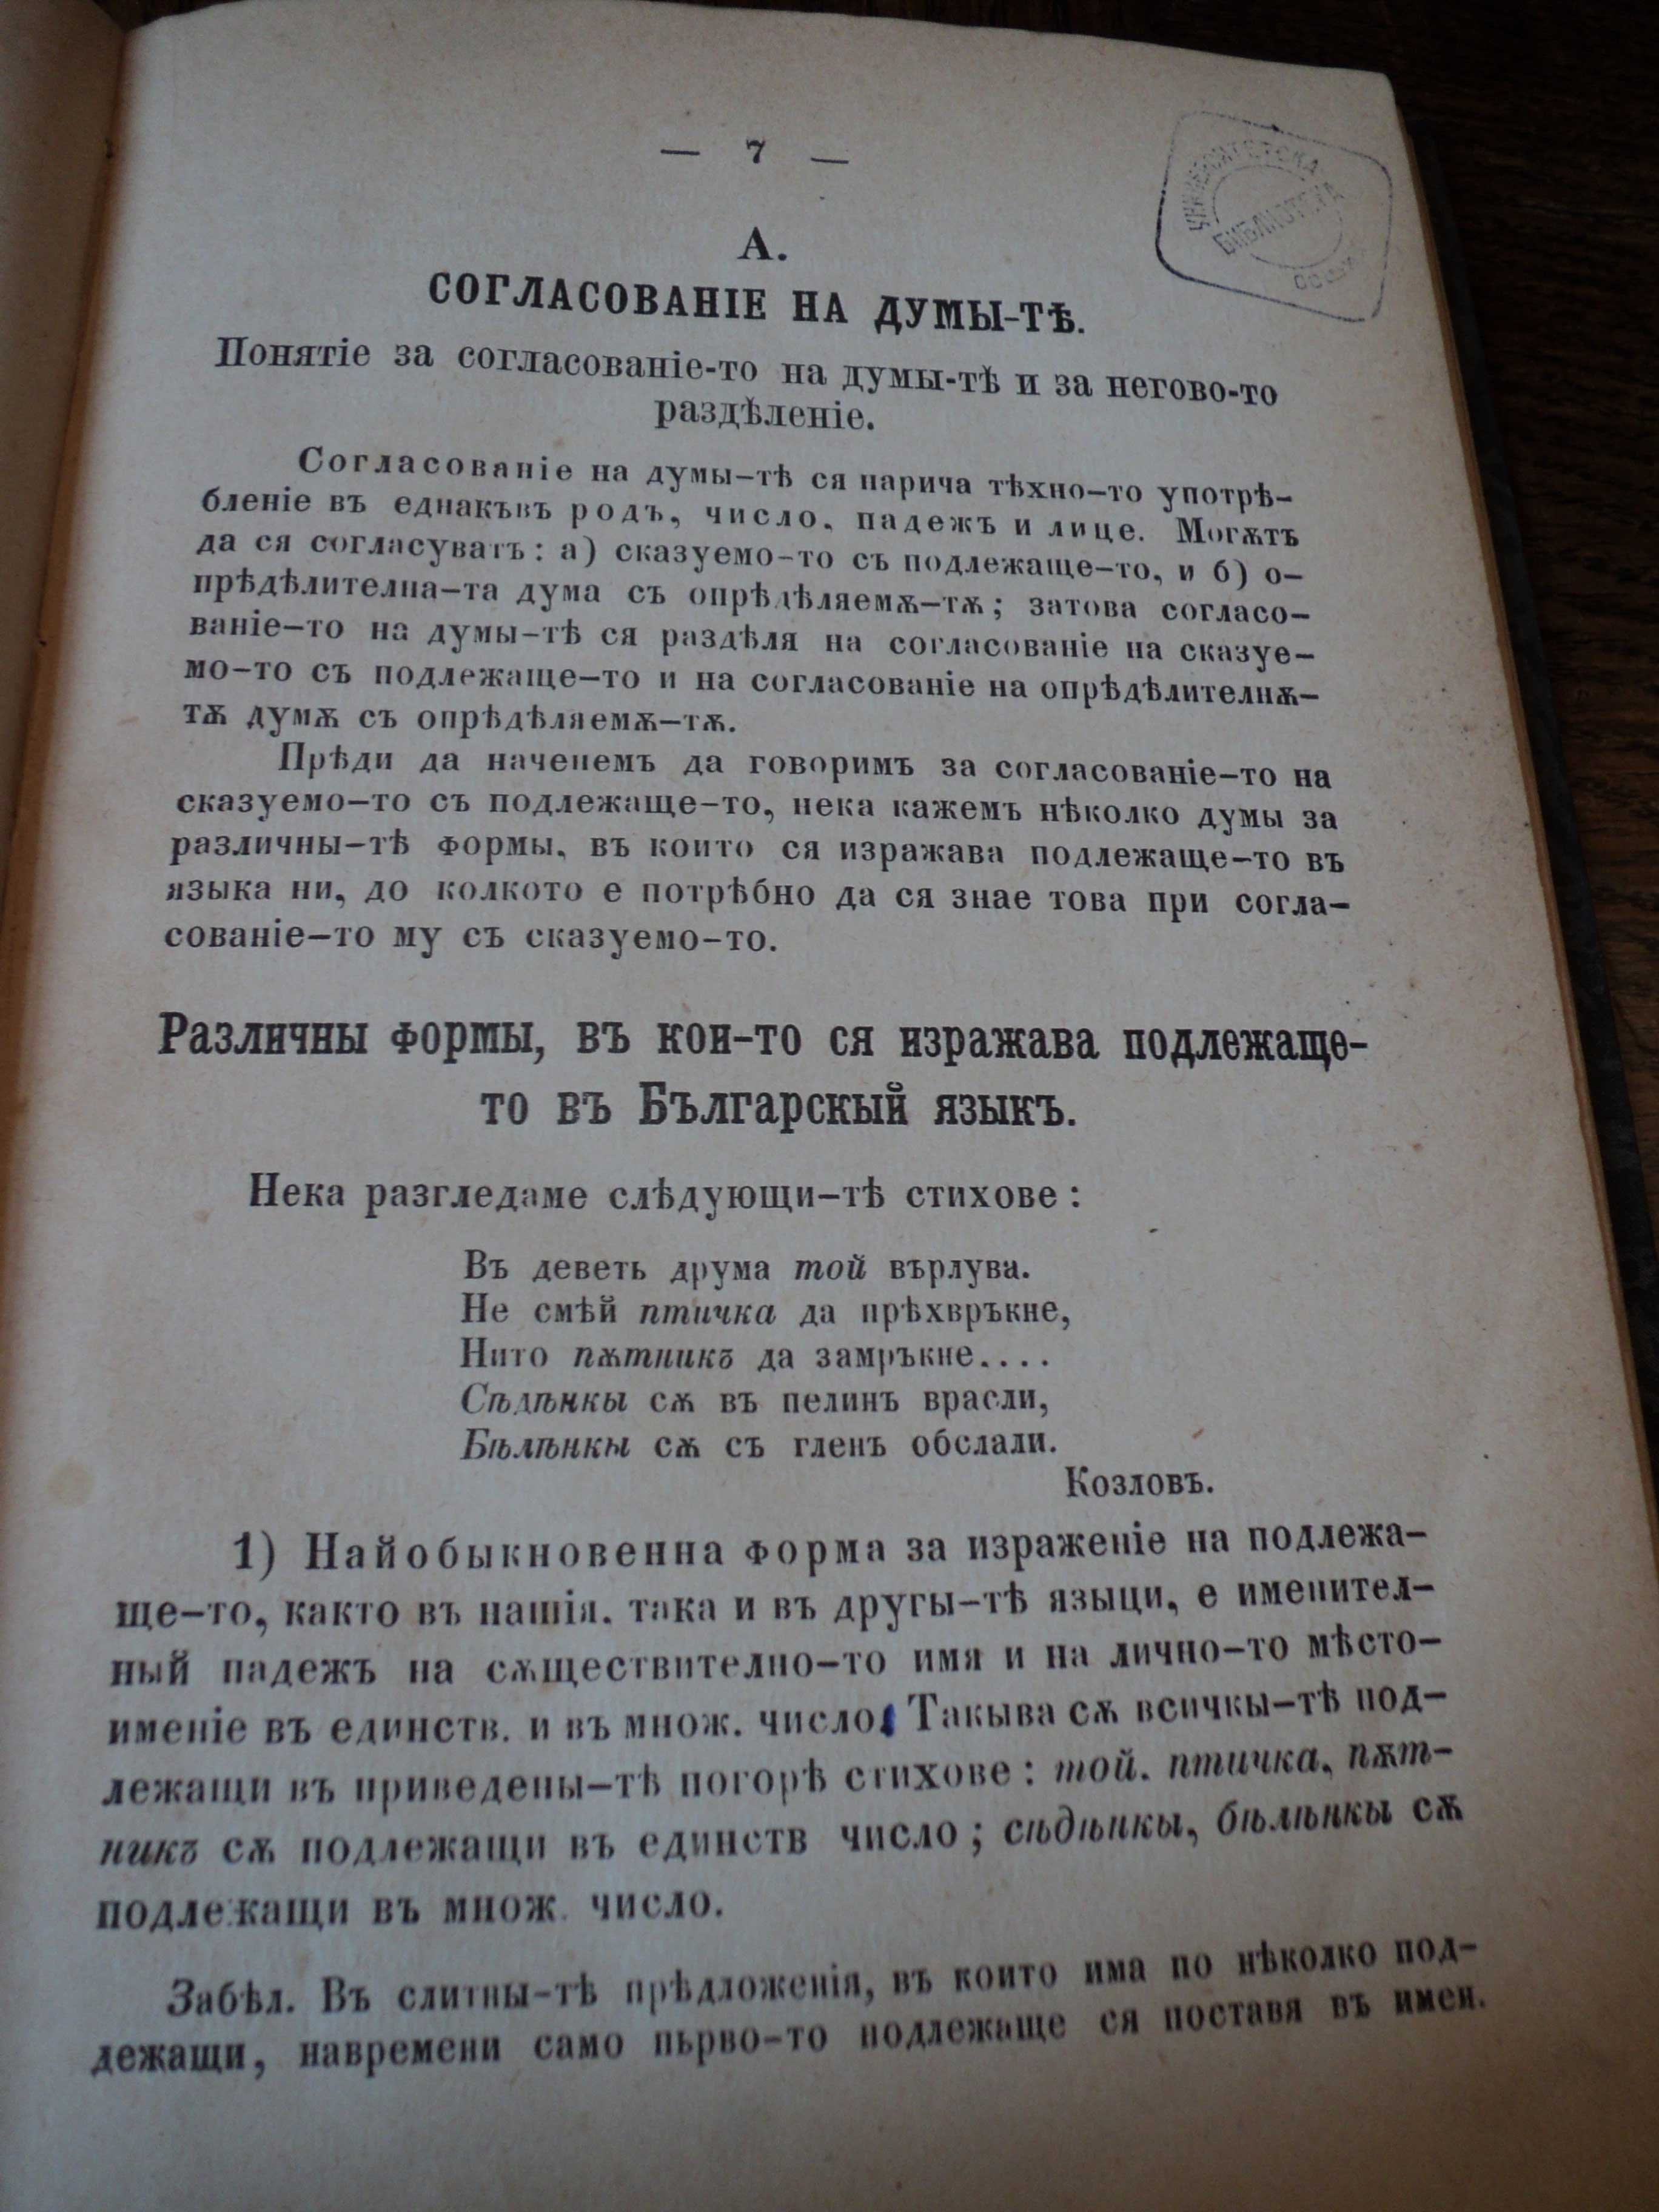 — 7 —
УНИВЕРСИТЕТСКА
БИБЛИОТЕКА
А.
СОГЛАСОВАНІЕ НА ДУМЫ-ТѢ.
Понятіе за согласованіе-то на думы-тѣ и за негово-то
раздѣленіе.
Согласованіе на думы-тѣ ся нарича тѣхно-то употрѣ-
бленіе въ еднакъвъ родъ, число, падежъ и лице. Могѫтъ
да ся согласуватъ: а) сказуемо-то съ подлежаще-то, и б) о-
прѣдѣлителна-та дума съ опрѣдѣляемѫ-тѫ; затова согласо-
ваніе-то на думы-тѣ ся раздѣля на согласованіе на сказуе-
мо-то съ подлежаще-то и на согласованіе на опрѣдѣлителнѫ-
тѫ думѫ съ опрѣдѣляемѫ-тѫ.
Прѣди да наченемъ да говоримъ за согласованіе-то на
сказуемо-то съ подлежаще-то, нека кажемъ нѣколко думы за
различны-тѣ формы, въ които ся изражава подлежаще-то въ
языка ни, до колкото е потрѣбно да ся знае това при согла-
сованіе-то му съ сказуемо-то.
Различны формы, въ кои-то ся изражава подлежаще-
то въ Българскый языкъ.
Нека разгледаме слѣдующи-тѣ стихове:
Въ деветь друма той върлува.
Не смѣй птичка да прѣхвръкне,
Нито пѫтникъ да замръкне....
Сѣдѣнкы сѫ въ пелинъ врасли,
Бѣлѣнкы сѫ съ гленъ обслали.
Козловъ.
1) Найобыкновенна форма за израженіе на подлежа-
ще-то, както въ нашія. така и въ другы-тѣ языци, е именител-
ный падежъ на сѫществително-то имя и на лично-то мѣсто-
именіе въ единств. и въ множ. число. Такыва сѫ всичкы-тѣ под-
лежащи въ приведены-тѣ погорѣ стихове: той. птичка, пѫт-
никъ сѫ подлежащи въ единств число; сѣдѣнкы, бѣлѣнкы сѫ
подлежащи въ множ. число.
Забѣл. Въ слитны-тѣ прѣдложенія, въ които има по нѣколко под-
лежащи, навремени само първо-то подлежаще ся поставя въ имен.